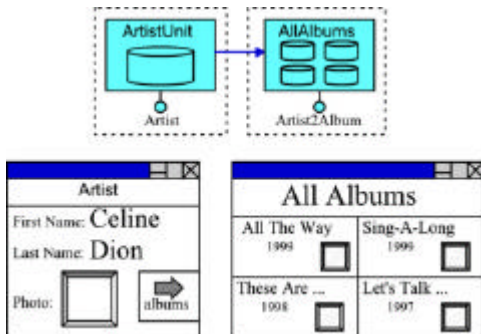 ArtistUnit
AllAlbums
Artist
Artist2Album
Artist
First Name: Celine
Last Name: Dion
Photo:
albums
All Albums
All The Way
1999
Sing-A-Long
1999
These Are ...
1998
Let's Talk ...
1997